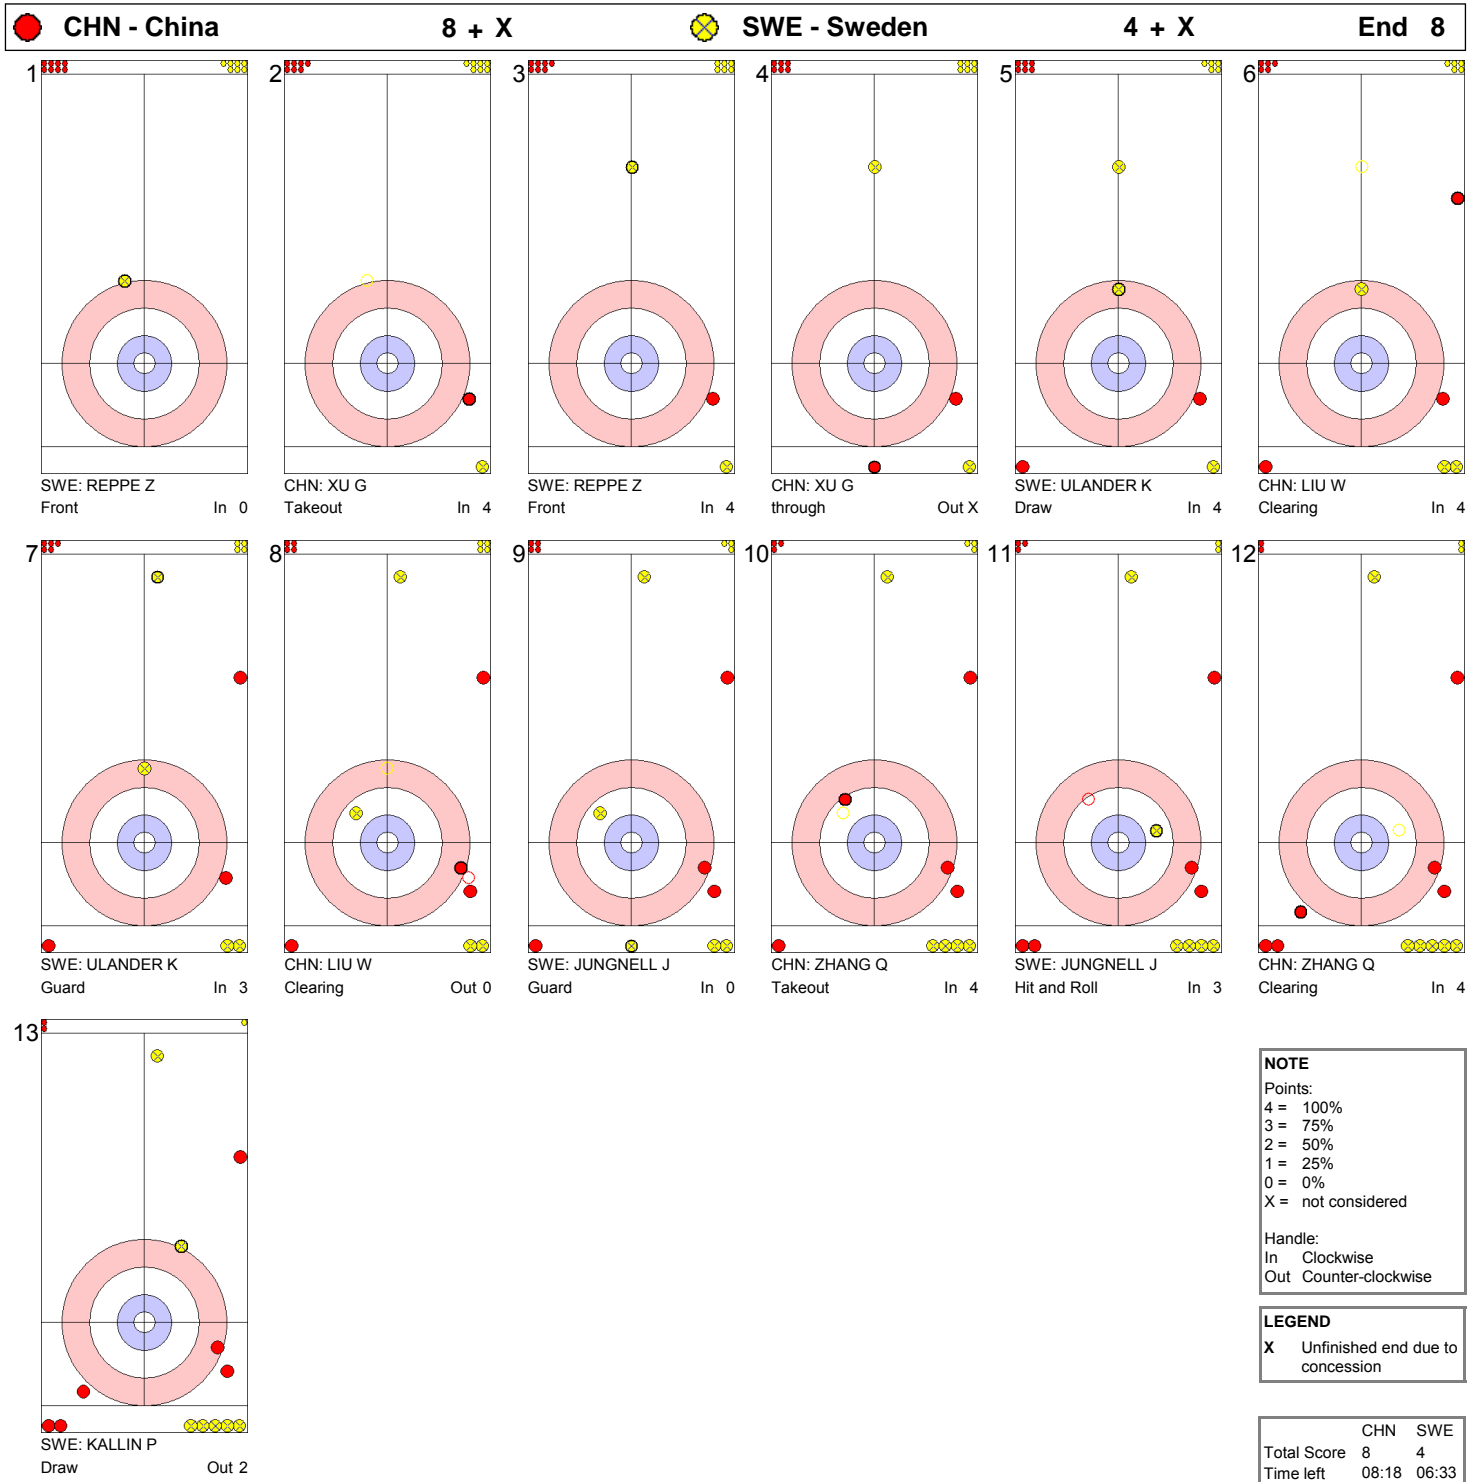 CHN - China 8 + X SWE - Sweden 4 + X End 8
1 2 3 4 5 6
SWE: REPPE Z CHN: XU G SWE: REPPE Z CHN: XU G SWE: ULANDER K CHN: LIU W
Front In 0 Takeout In 4 Front In 4 through Out X Draw In 4 Clearing In 4
7 8 9 10 11 12
SWE: ULANDER K CHN: LIU W SWE: JUNGNELL J CHN: ZHANG Q SWE: JUNGNELL J CHN: ZHANG Q
Guard In 3 Clearing Out 0 Guard In 0 Takeout In 4 Hit and Roll In 3 Clearing In 4
13
SWE: KALLIN P
Draw Out 2
NOTE
Points:
4 = 100%
3 = 75%
2 = 50%
1 = 25%
0 = 0%
X = not considered
Handle:
In Clockwise
Out Counter-clockwise
LEGEND
X Unfinished end due to
concession
CHN SWE
Total Score 8 4
Time left 08:18 06:33